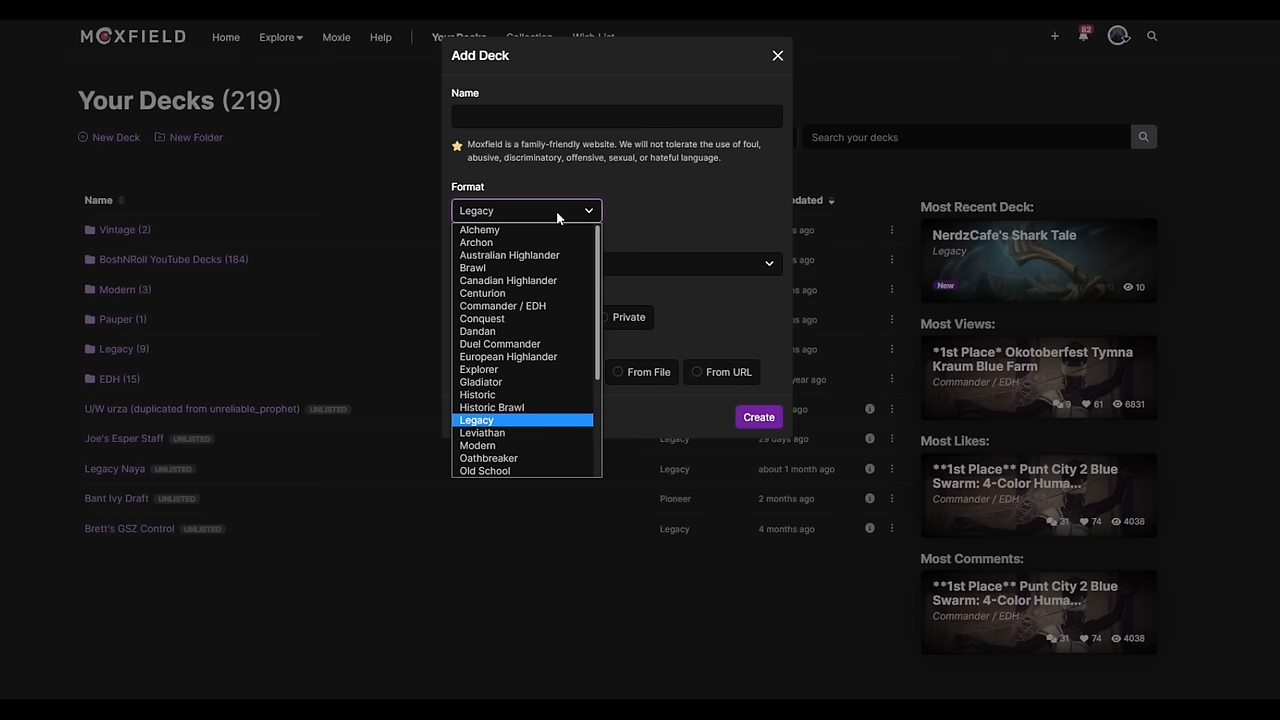 MOXFIELD
Home
Explore
Moxle
Help
Your Decks
Collection
Wish List
82
Your Decks (219)
New Deck
New Folder
Search your decks
Name
Vintage (2)
BoshNRoll YouTube Decks (184)
Modern (3)
Pauper (1)
Legacy (9)
EDH (15)
U/W urza (duplicated from unreliable_prophet) UNLISTED
Joe's Esper Staff UNLISTED
Legacy Naya UNLISTED
Bant Ivy Draft UNLISTED
Brett's GSZ Control UNLISTED
Add Deck
Name
Moxfield is a family-friendly website. We will not tolerate the use of foul,
abusive, discriminatory, offensive, sexual, or hateful language.
Format
Legacy
Alchemy
Archon
Australian Highlander
Brawl
Canadian Highlander
Centurion
Commander / EDH
Conquest
Dandan
Duel Commander
European Highlander
Explorer
Gladiator
Historic
Historic Brawl
Legacy
Leviathan
Modern
Oathbreaker
Old School
Private
From File
From URL
Create
Legacy 29 days ago
Legacy about 1 month ago
Pioneer 2 months ago
Legacy 4 months ago
Most Recent Deck:
NerdzCafe's Shark Tale
Legacy
New
10
Most Views:
*1st Place* Okotoberfest Tymna
Kraum Blue Farm
Commander / EDH
9 61 6831
Most Likes:
**1st Place** Punt City 2 Blue
Swarm: 4-Color Huma...
Commander / EDH
31 74 4038
Most Comments:
**1st Place** Punt City 2 Blue
Swarm: 4-Color Huma...
Commander / EDH
31 74 4038